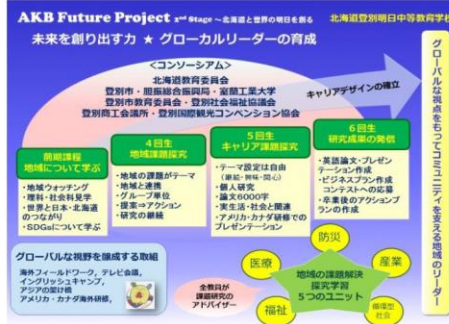 AKB Future Project 2nd Stage ～北海道と世界の明日を創る
北海道登別明日中等教育学校
未来を創り出す力 ★ グローカルリーダーの育成
＜コンソーシアム＞
北海道教育委員会
登別市・胆振総合振興局・室蘭工業大学
登別市教育委員会・登別社会福祉協議会
登別商工会議所・登別国際観光コンベンション協会
キャリアデザインの確立
グローバルな視点をもってコミュニティを支える地域のリーダー
前期課程
地域について学ぶ
・地域ウォッチング
・理科・社会見学
・世界と日本・北海道
のつながり
・SDGsについて学ぶ
4回生
地域課題探究
・地域の課題がテーマ
・地域と連携
・グループ単位
・提案⇒アクション
・研究の継続
5回生
キャリア課題探究
・テーマ設定は自由
(継続・興味・関心)
・個人研究
・論文6000字
・実生活・社会と関連
・アメリカ・カナダ研修での
プレゼンテーション
6回生
研究成果の発信
・英語論文・プレゼン
テーション作成
・ビジネスプラン作成
コンテストへの応募
・卒業後のアクションプ
ランの作成
グローバルな視野を醸成する取組
海外フィールドワーク、テレビ会議、
イングリッシュキャンプ、
アジアの架け橋
アメリカ・カナダ海外研修、
全教員が
課題研究の
アドバイザー
防災
医療
産業
福祉
循環型
社会
地域の課題解決
探究学習
5つのユニット